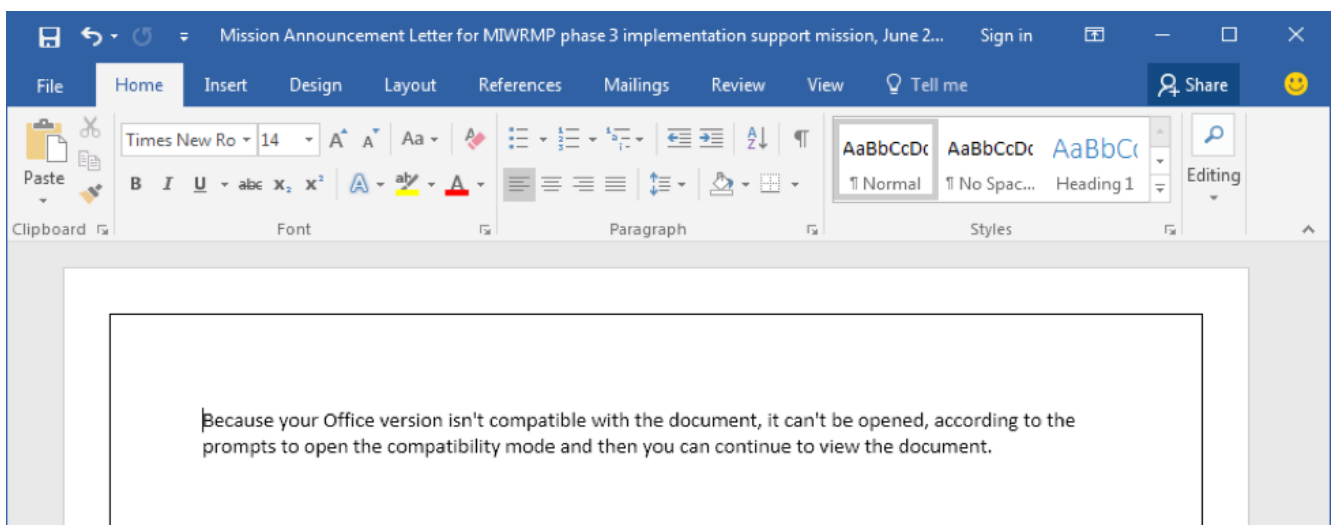 Mission Announcement Letter for MIWRMP phase 3 implementation support mission, June 2... Sign in
File Home Insert Design Layout References Mailings Review View Tell me Share
Times New Ro 14 A A Aa A Z AaBbCcDc AaBbCcDc AaBbC
Paste B I U abc X₂ X² A ab A ¶ Normal ¶ No Spac... Heading 1 Editing
Clipboard Font Paragraph Styles
Because your Office version isn't compatible with the document, it can't be opened, according to the
prompts to open the compatibility mode and then you can continue to view the document.